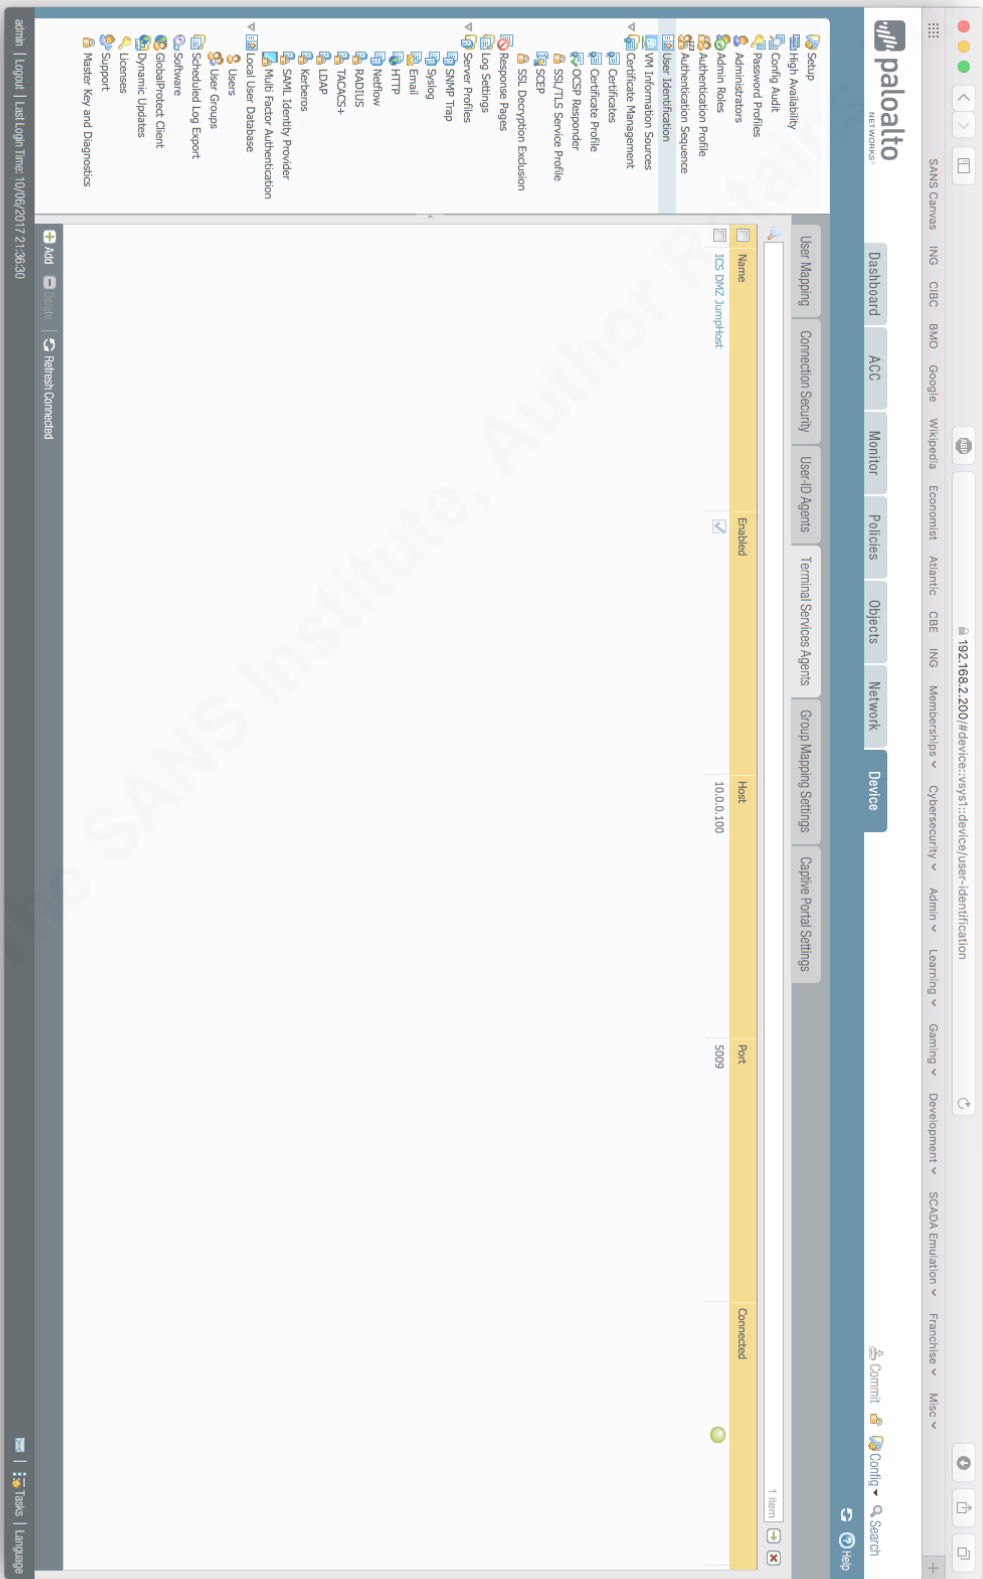 192.168.2.200/#device::vsys1::device/user-identification
SANS Canvas ING CIBC BMO Google Wikipedia Economist Atlantic CBE ING Memberships Cybersecurity Admin Learning Gaming Development SCADA Emulation Franchise Misc
paloalto
NETWORKS®
Dashboard ACC Monitor Policies Objects Network Device
Commit Config Search
Help
Setup
High Availability
Config Audit
Password Profiles
Administrators
Admin Roles
Authentication Profile
Authentication Sequence
User Identification
VM Information Sources
Certificate Management
Certificates
Certificate Profile
OCSP Responder
SSL/TLS Service Profile
SCEP
SSL Decryption Exclusion
Response Pages
Log Settings
Server Profiles
SNMP Trap
Syslog
Email
HTTP
Netflow
RADIUS
TACACS+
LDAP
Kerberos
SAML Identity Provider
Multi Factor Authentication
Local User Database
Users
User Groups
Scheduled Log Export
Software
GlobalProtect Client
Dynamic Updates
Licenses
Support
Master Key and Diagnostics
User Mapping Connection Security User-ID Agents Terminal Services Agents Group Mapping Settings Captive Portal Settings
1 item
Name Enabled Host Port Connected
ICS DMZ JumpHost 10.0.0.100 5009
Add Delete Refresh Connected
admin | Logout | Last Login Time: 10/06/2017 21:36:30
Tasks | Language